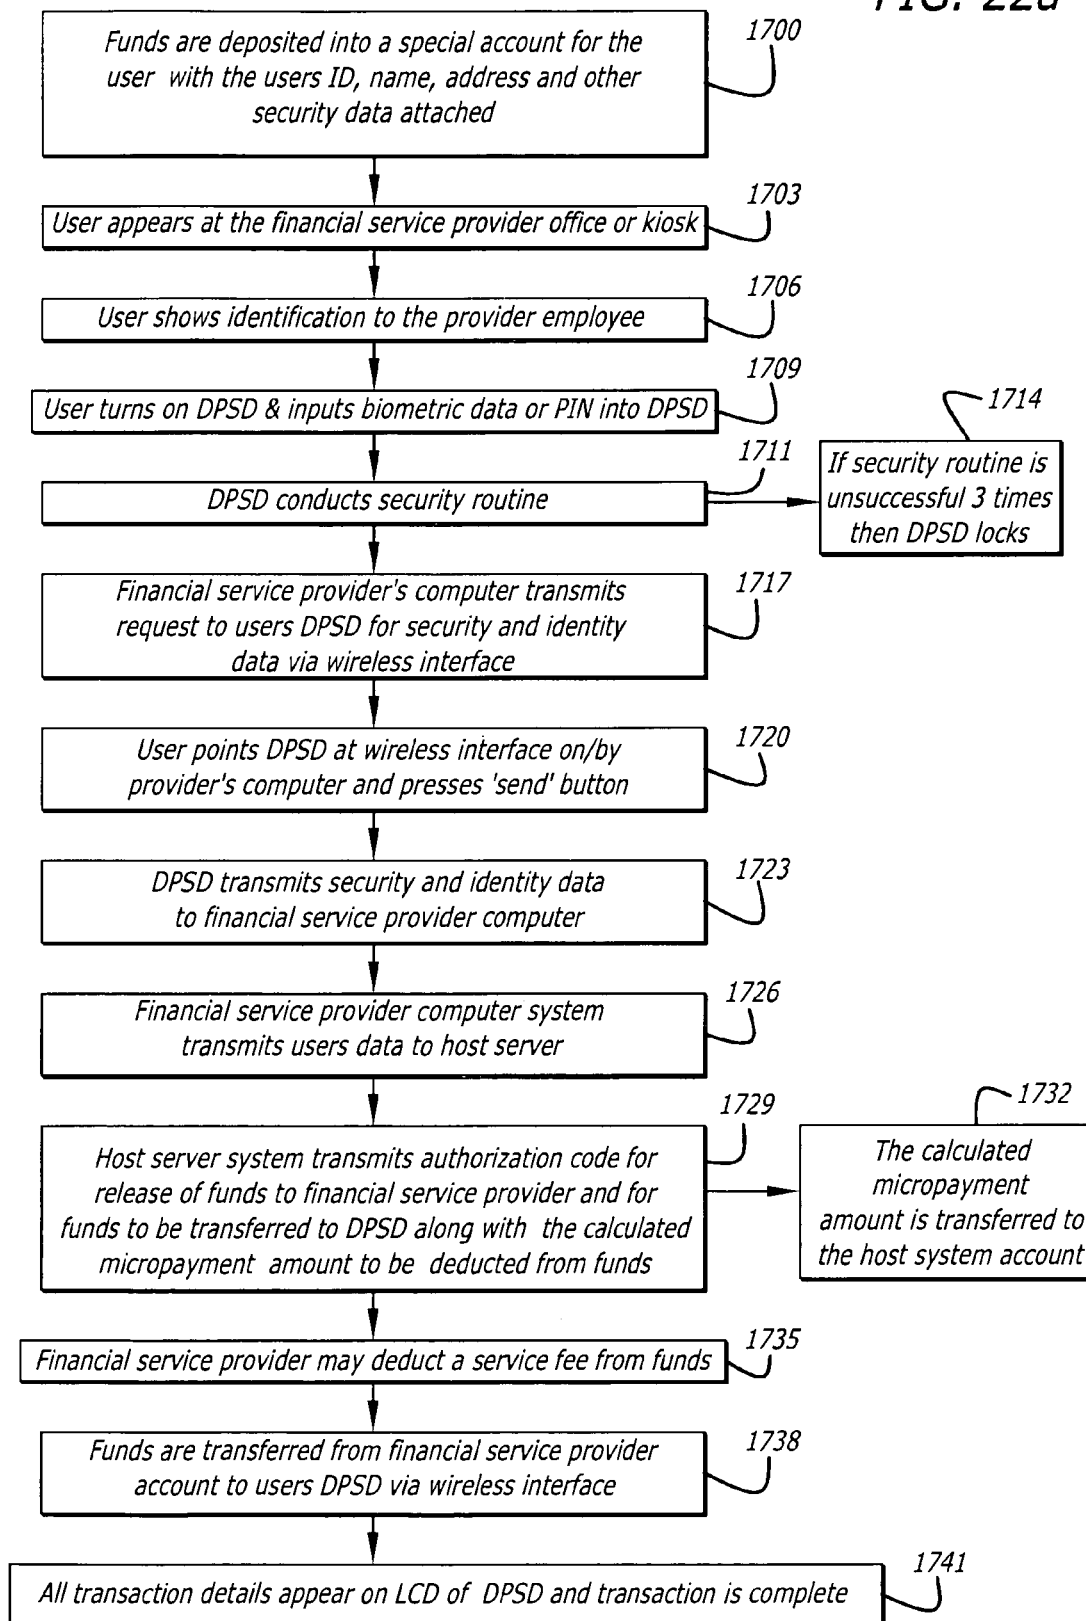 FIG. 22a
Funds are deposited into a special account for the
user with the users ID, name, address and other
security data attached
1700
User appears at the financial service provider office or kiosk
1703
User shows identification to the provider employee
1706
User turns on DPSD & inputs biometric data or PIN into DPSD
1709
DPSD conducts security routine
1711
If security routine is
unsuccessful 3 times
then DPSD locks
1714
Financial service provider's computer transmits
request to users DPSD for security and identity
data via wireless interface
1717
User points DPSD at wireless interface on/by
provider's computer and presses 'send' button
1720
DPSD transmits security and identity data
to financial service provider computer
1723
Financial service provider computer system
transmits users data to host server
1726
Host server system transmits authorization code for
release of funds to financial service provider and for
funds to be transferred to DPSD along with the calculated
micropayment amount to be deducted from funds
1729
The calculated
micropayment
amount is transferred to
the host system account
1732
Financial service provider may deduct a service fee from funds
1735
Funds are transferred from financial service provider
account to users DPSD via wireless interface
1738
All transaction details appear on LCD of DPSD and transaction is complete
1741